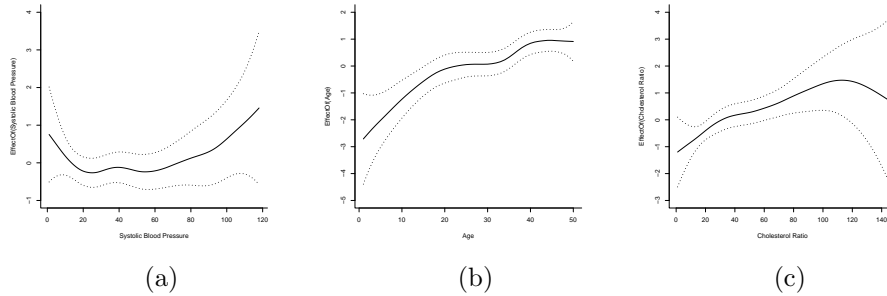 EffectOf(Systolic Blood Pressure)
4
3
2
1
0
−1
0 20 40 60 80 100 120
Systolic Blood Pressure
(a)
EffectOf(Age)
2
1
0
−1
−2
−3
−4
−5
0 10 20 30 40 50
Age
(b)
EffectOf(Cholesterol Ratio)
4
3
2
1
0
−1
−2
−3
0 20 40 60 80 100 120 140
Cholesterol Ratio
(c)